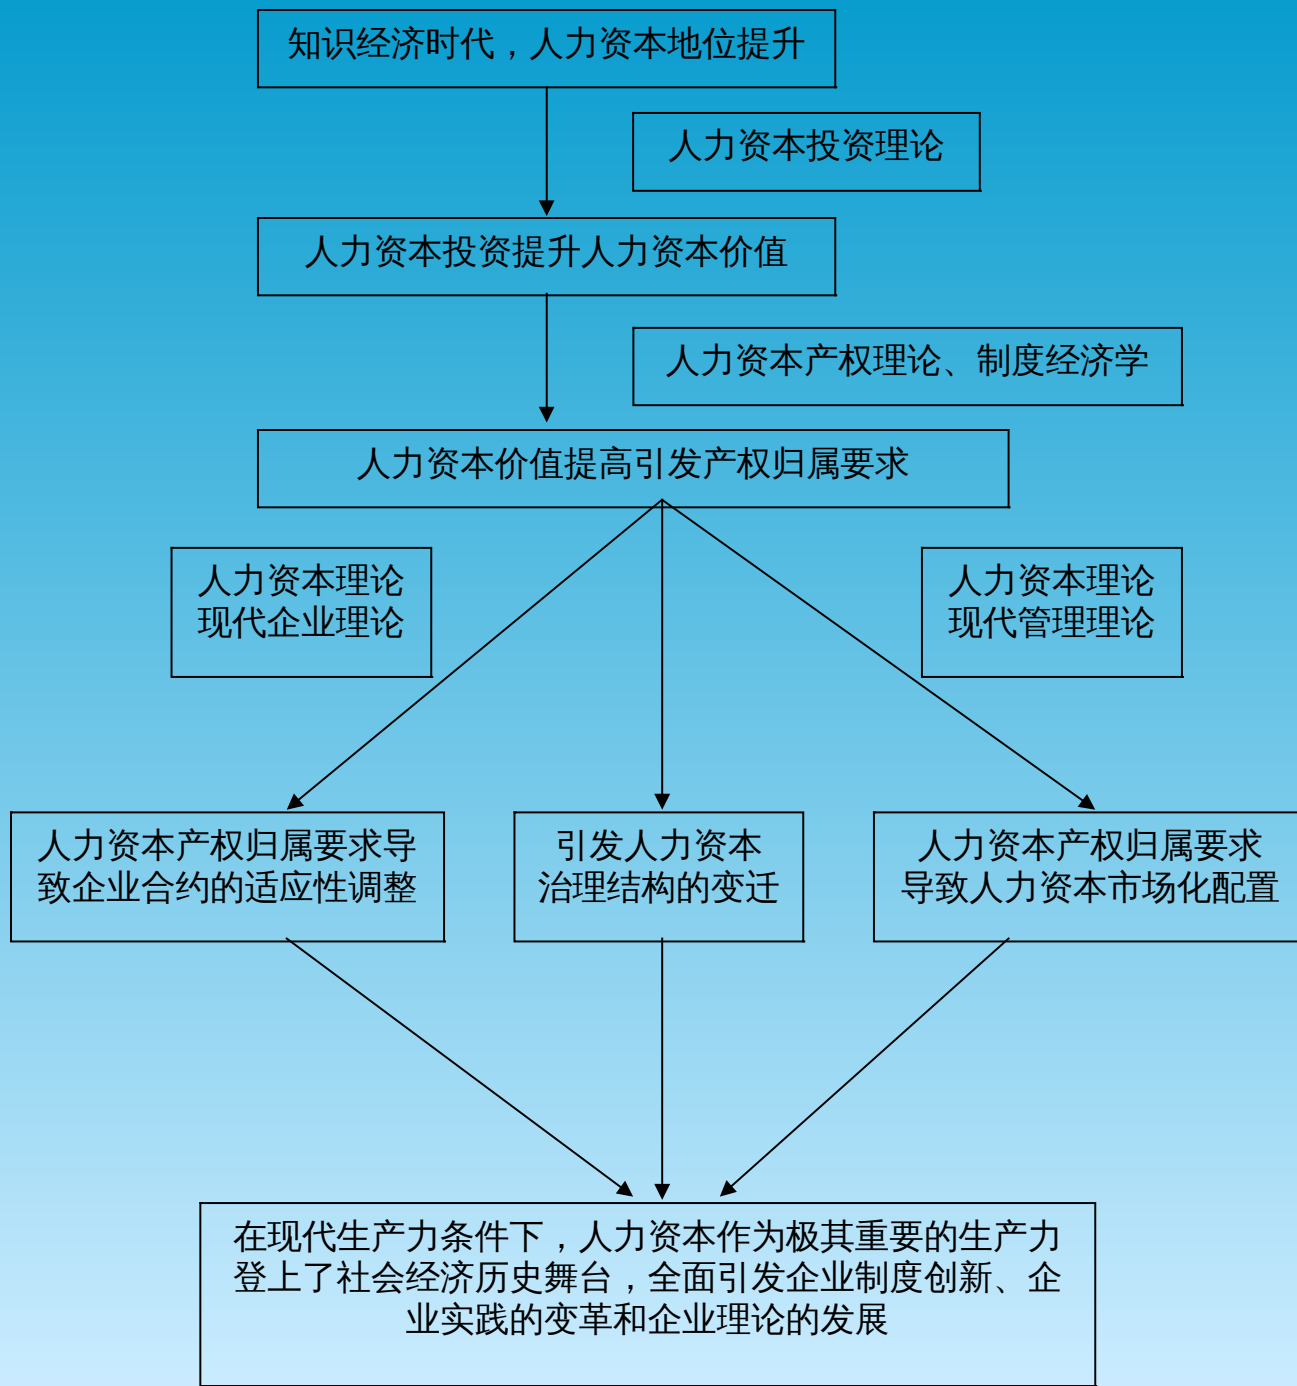 知识经济时代，人力资本地位提升
人力资本投资理论
人力资本投资提升人力资本价值
人力资本产权理论、制度经济学
人力资本价值提高引发产权归属要求
人力资本理论
现代企业理论
人力资本理论
现代管理理论
人力资本产权归属要求导
致企业合约的适应性调整
引发人力资本
治理结构的变迁
人力资本产权归属要求
导致人力资本市场化配置
在现代生产力条件下，人力资本作为极其重要的生产力
登上了社会经济历史舞台，全面引发企业制度创新、企
业实践的变革和企业理论的发展